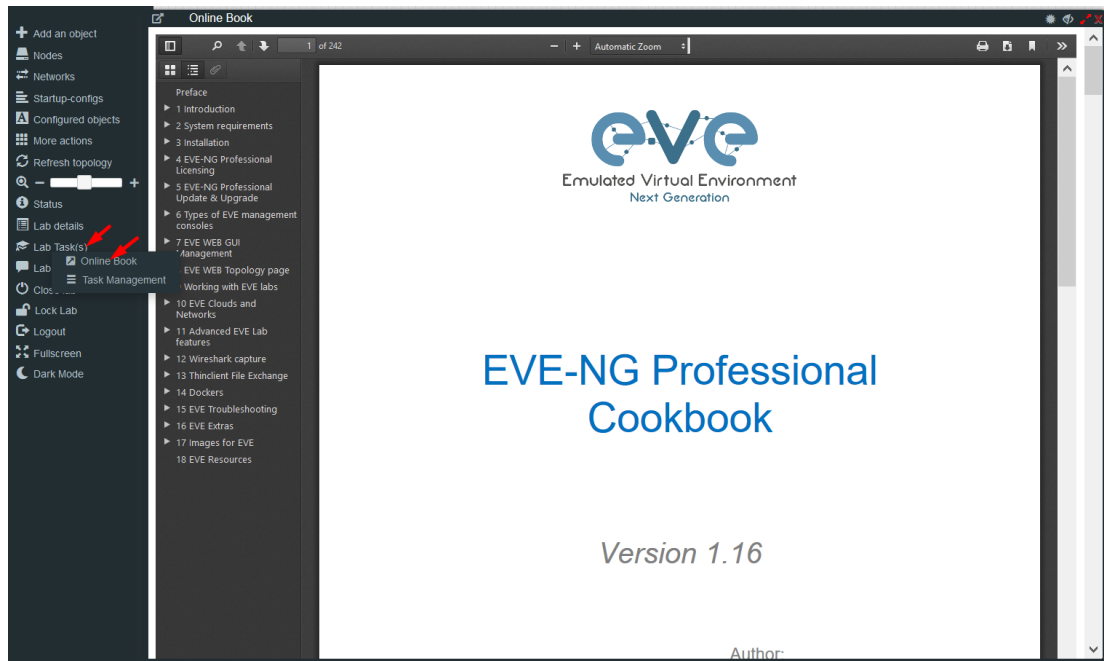 Online Book
Add an object
Nodes
Networks
Startup-configs
Configured objects
More actions
Refresh topology
Status
Lab details
Lab Task(s)
Online Book
Lab
Task Management
Lock Lab
Logout
Fullscreen
Dark Mode
1 of 242
Automatic Zoom
Preface
1 Introduction
2 System requirements
3 Installation
4 EVE-NG Professional
Licensing
5 EVE-NG Professional
Update & Upgrade
6 Types of EVE management
consoles
7 EVE WEB GUI
Management
EVE WEB Topology page
Working with EVE labs
10 EVE Clouds and
Networks
11 Advanced EVE Lab
features
12 Wireshark capture
13 Thinclient File Exchange
14 Dockers
15 EVE Troubleshooting
16 EVE Extras
17 Images for EVE
18 EVE Resources
eve
Emulated Virtual Environment
Next Generation
EVE-NG Professional
Cookbook
Version 1.16
Author: